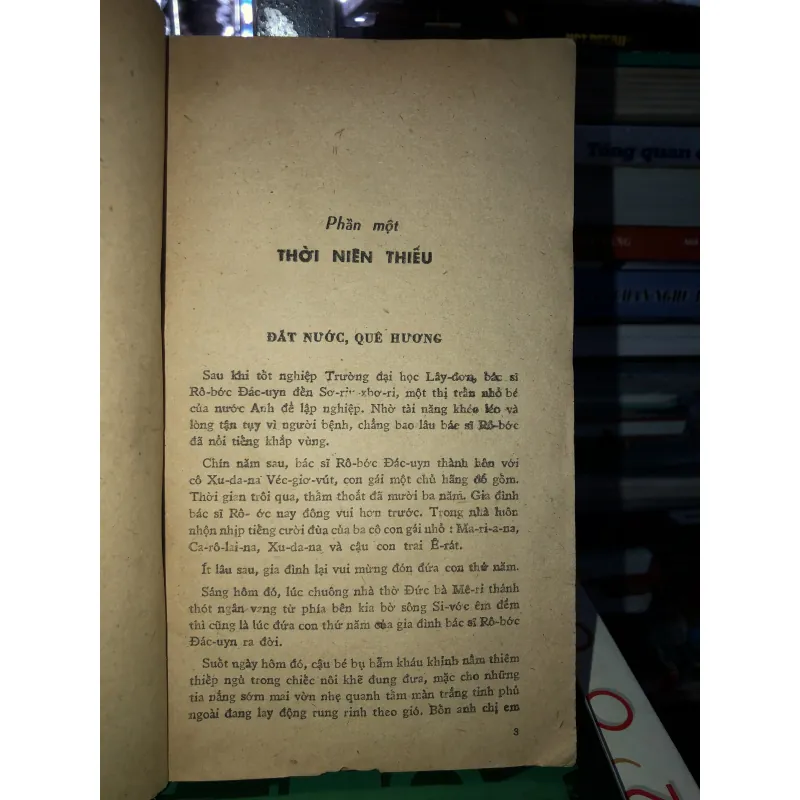 Phần một
THỜI NIÊN THIẾU
ĐẤT NƯỚC, QUÊ HƯƠNG
Sau khi tốt nghiệp Trường đại học Lây-đơn, bác sĩ
Rô-bớc Đác-uyn đến Sơ-riu-xbơ-ri, một thị trấn nhỏ bé
của nước Anh để lập nghiệp. Nhờ tài năng khéo léo và
lòng tận tụy vì người bệnh, chẳng bao lâu bác sĩ Rô-bớc
đã nổi tiếng khắp vùng.
Chín năm sau, bác sĩ Rô-bớc Đác-uyn thành hôn với
cô Xu-da-na Véc-giơ-vút, con gái một chủ hãng đồ gốm.
Thời gian trôi qua, thấm thoắt đã mười ba năm. Gia đình
bác sĩ Rô- ớc nay đông vui hơn trước. Trong nhà luôn
nhộn nhịp tiếng cười đùa của ba cô con gái nhỏ : Ma-ri-a-na,
Ca-rô-lai-na, Xu-da-na và cậu con trai Ê-rát.
Ít lâu sau, gia đình lại vui mừng đón đứa con thứ năm.
Sáng hôm đó, lúc chuông nhà thờ Đức bà Mê-ri thánh
thót ngân vang từ phía bên kia bờ sông Si-vóc êm đềm
thì cũng là lúc đứa con thứ năm của gia đình bác sĩ Rô-bớc
Đác-uyn ra đời.
Suốt ngày hôm đó, cậu bé bụ bẫm kháu khỉnh nằm thiêm
thiếp ngủ trong chiếc nôi khẽ đung đưa, mặc cho những
tia nắng sớm mai vờn nhẹ quanh tấm màn trắng tinh phủ
ngoài đang lay động rung rinh theo gió. Bốn anh chị em
3
Tổng quan